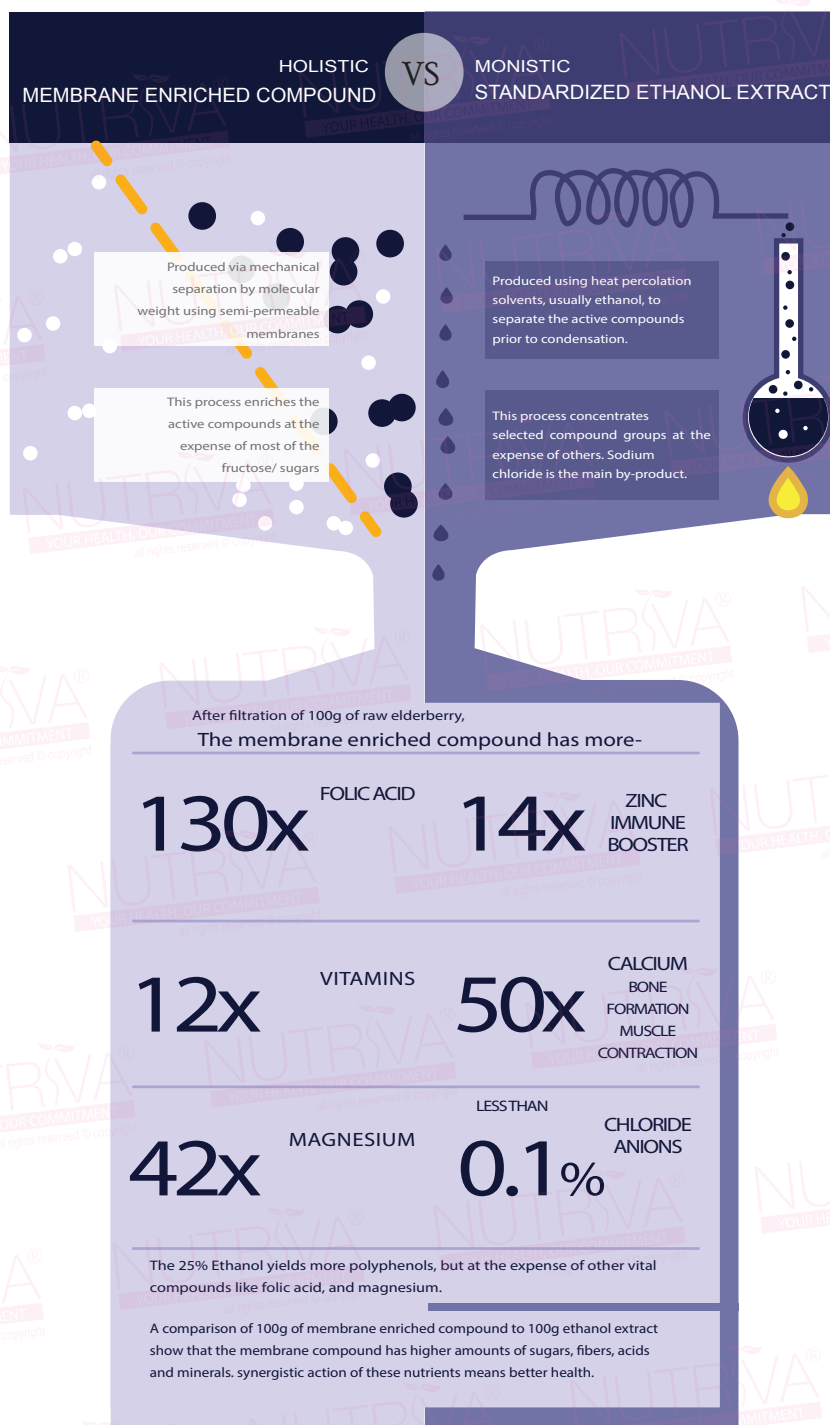 HOLISTIC
MEMBRANE ENRICHED COMPOUND
VS
MONISTIC
STANDARDIZED ETHANOL EXTRACT
Produced via mechanical
separation by molecular
weight using semi-permeable
membranes
This process enriches the
active compounds at the
expense of most of the
fructose/ sugars
Produced using heat percolation
solvents, usually ethanol, to
separate the active compounds
prior to condensation.
This process concentrates
selected compound groups at the
expense of others. Sodium
chloride is the main by-product.
After filtration of 100g of raw elderberry,
The membrane enriched compound has more-
130x
FOLIC ACID
14x
ZINC
IMMUNE
BOOSTER
12x
VITAMINS
50x
CALCIUM
BONE
FORMATION
MUSCLE
CONTRACTION
42x
MAGNESIUM
LESS THAN
0.1%
CHLORIDE
ANIONS
The 25% Ethanol yields more polyphenols, but at the expense of other vital
compounds like folic acid, and magnesium.
A comparison of 100g of membrane enriched compound to 100g ethanol extract
show that the membrane compound has higher amounts of sugars, fibers, acids
and minerals. synergistic action of these nutrients means better health.
NUTRIVA®
YOUR HEALTH, OUR COMMITMENT
all rights reserved © copyright